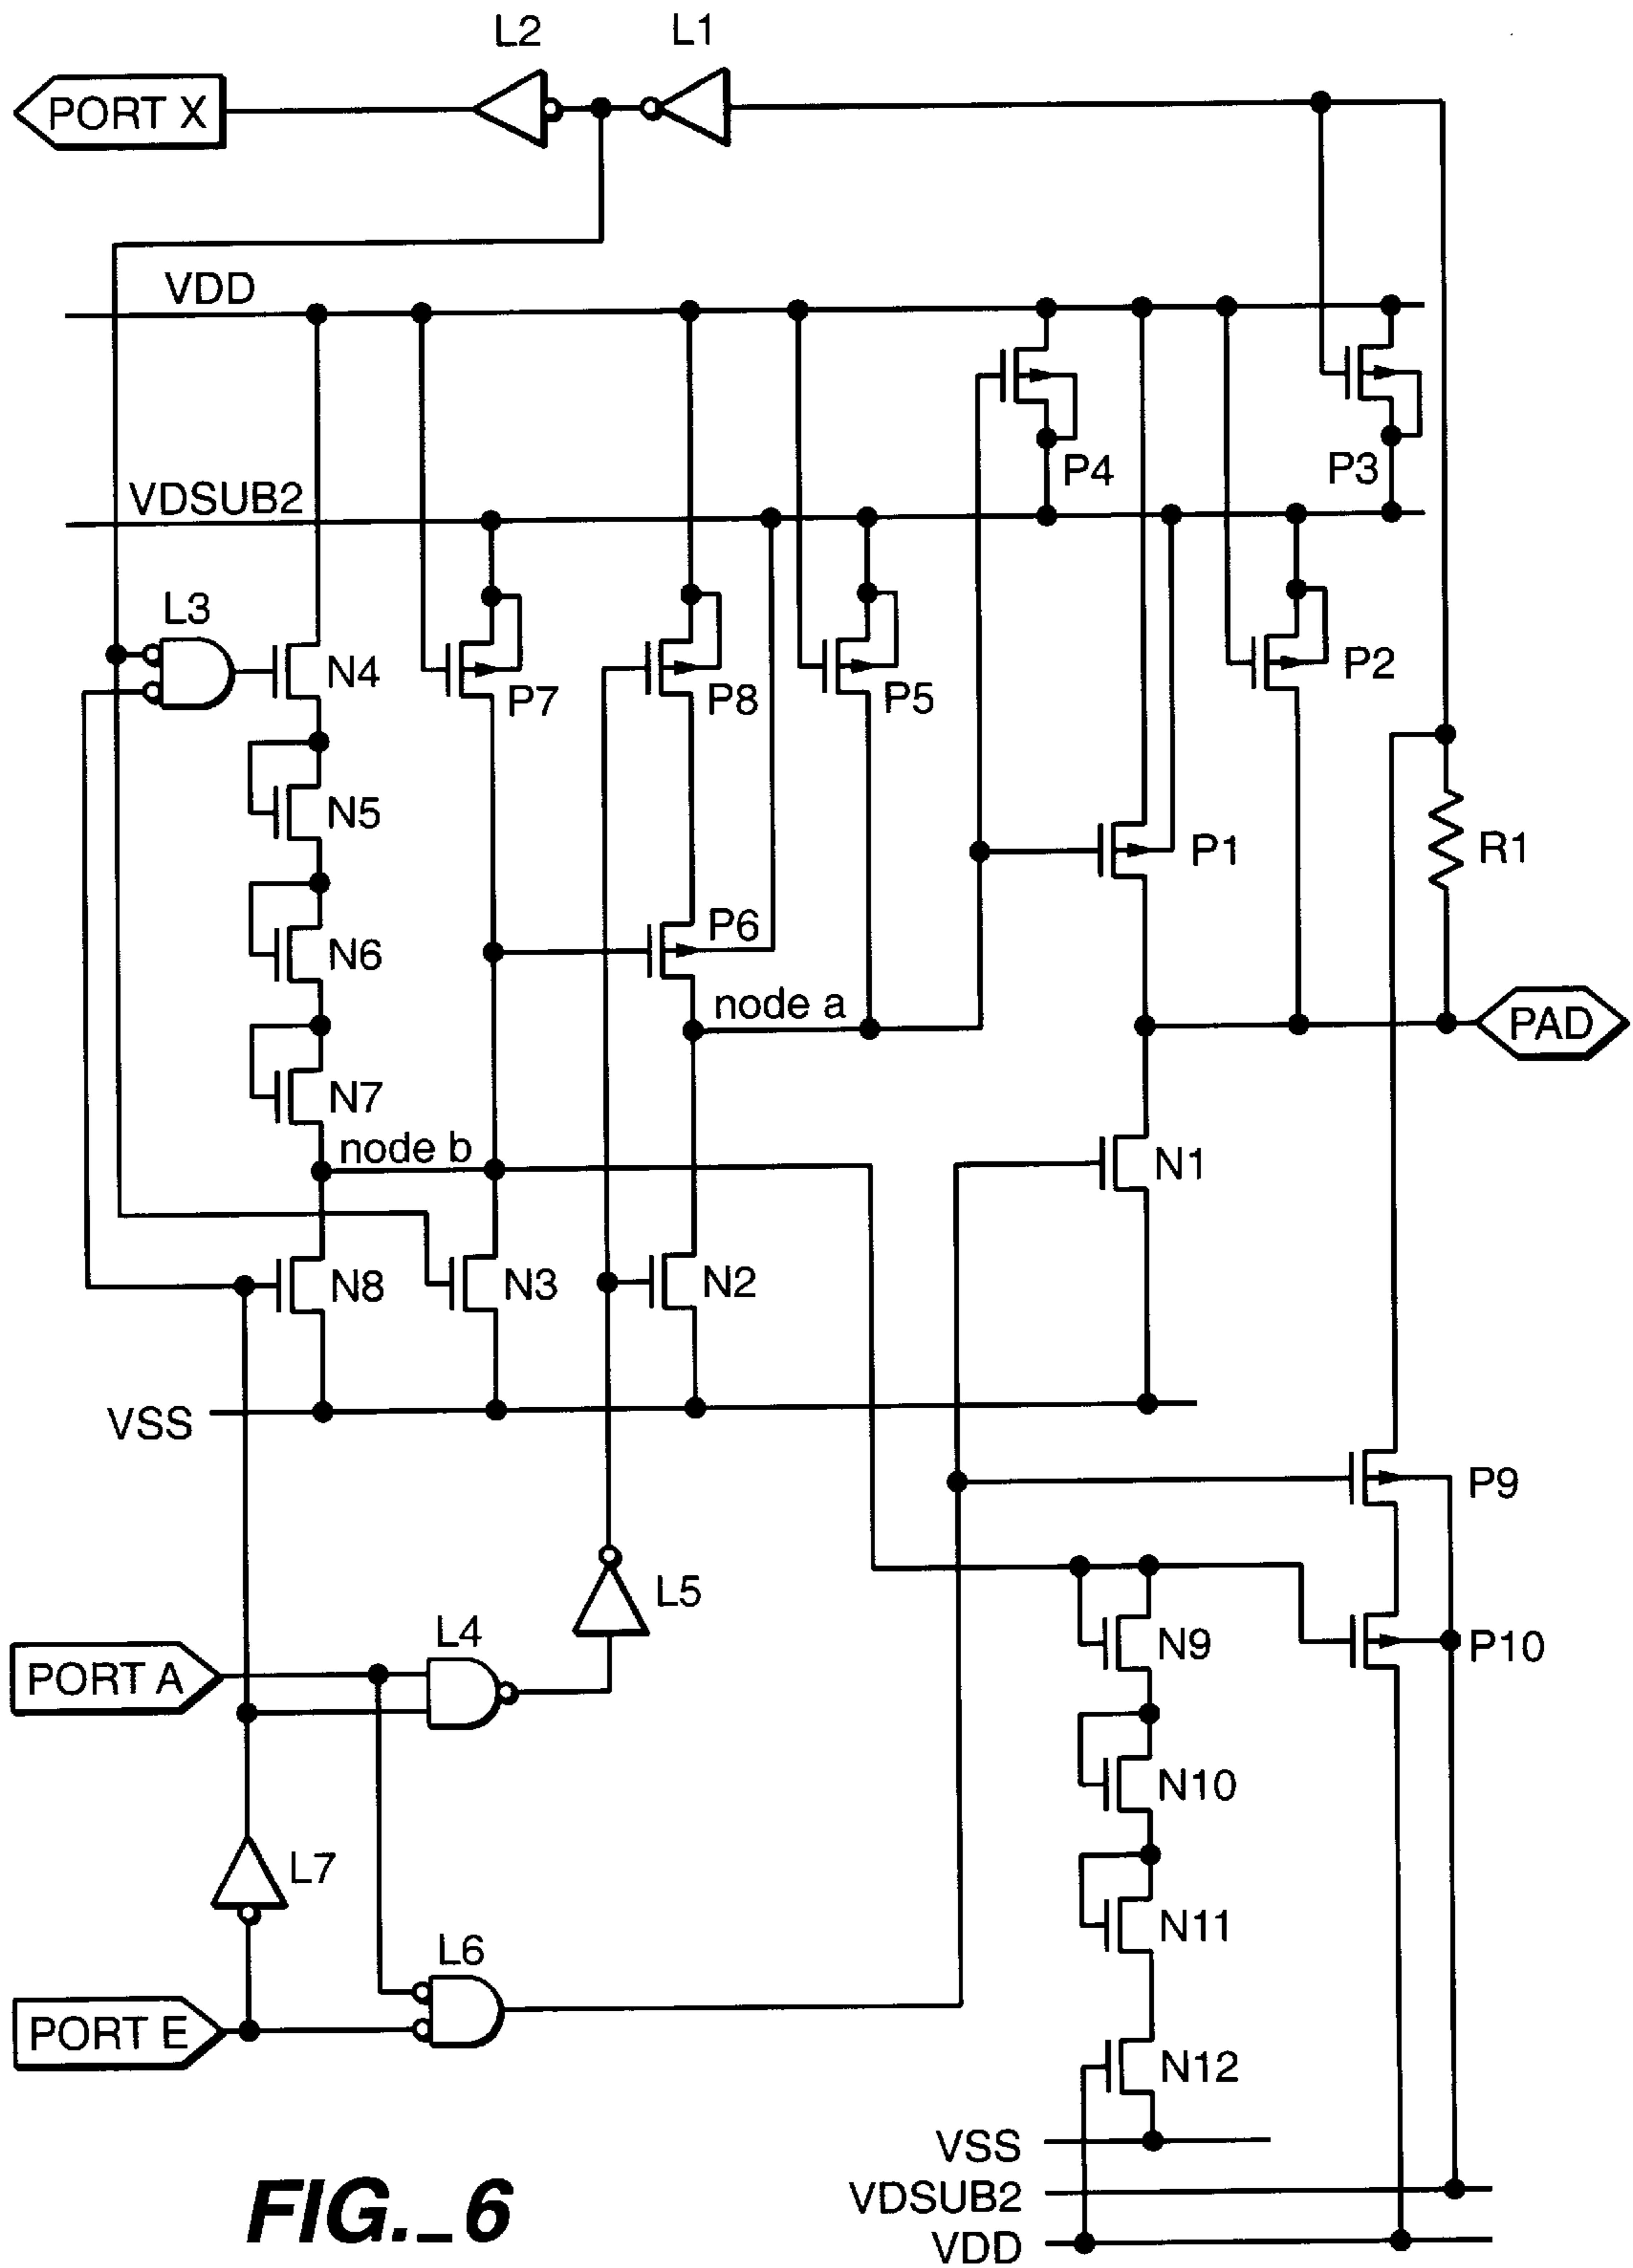 L2
L1
PORT X
VDD
P4
P3
VDSUB2
L3
N4
P7
P8
P5
P2
N5
P1
R1
N6
P6
node a
PAD
N7
node b
N1
N8
N3
N2
VSS
P9
L5
L4
N9
P10
PORT A
N10
L7
N11
L6
PORT E
N12
VSS
VDSUB2
VDD
FIG._6